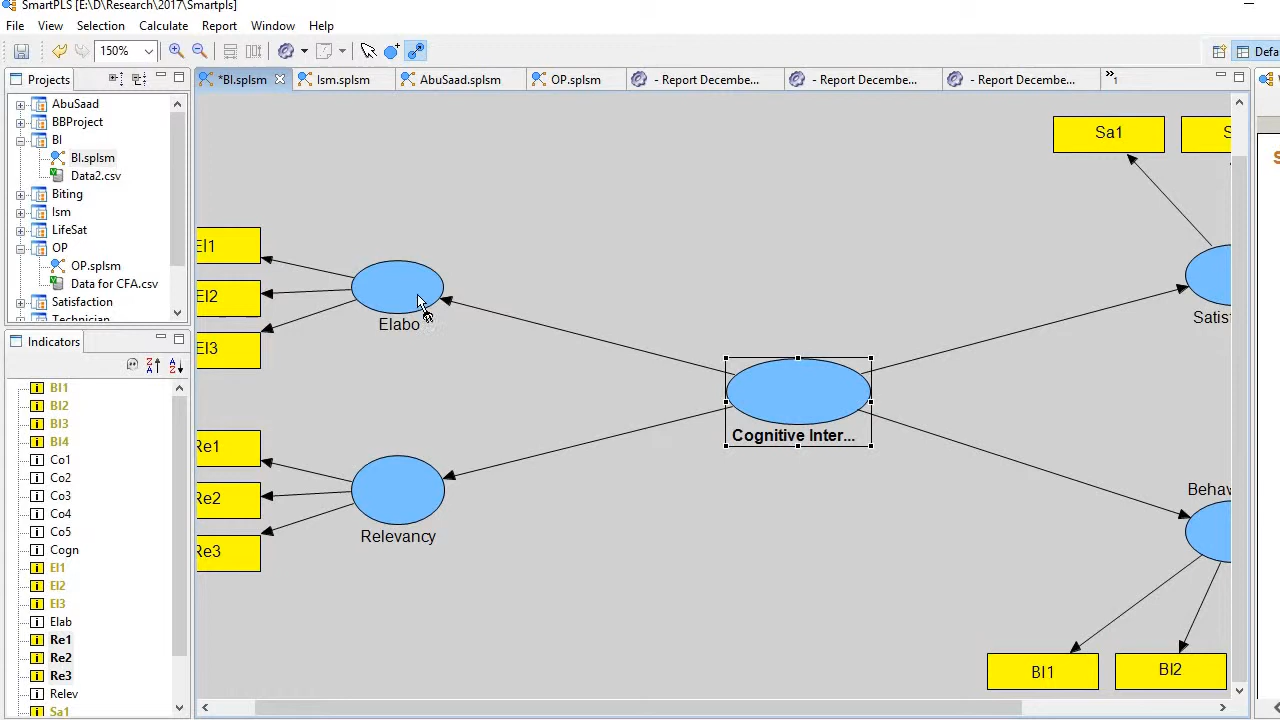 SmartPLS [E:\D\Research\2017\Smartpls]
File View Selection Calculate Report Window Help
150%
Defa
Projects
*BI.splsm
Ism.splsm
AbuSaad.splsm
OP.splsm
- Report Decembe...
- Report Decembe...
- Report Decembe...
»1
AbuSaad
BBProject
BI
BI.splsm
Data2.csv
Biting
Ism
LifeSat
OP
OP.splsm
Data for CFA.csv
Satisfaction
Technician
Indicators
BI1
BI2
BI3
BI4
Co1
Co2
Co3
Co4
Co5
Cogn
El1
El2
El3
Elab
Re1
Re2
Re3
Relev
Sa1
Sa1
S
El1
El2
El3
Elabo
Satis
Cognitive Inter...
Re1
Re2
Re3
Relevancy
Behav
BI1
BI2